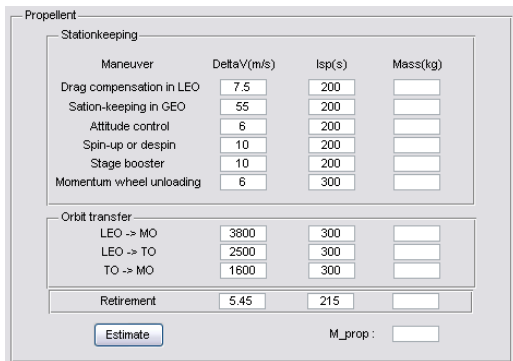 Propellent
Stationkeeping
Maneuver DeltaV(m/s) Isp(s) Mass(kg)
Drag compensation in LEO 7.5 200
Sation-keeping in GEO 55 200
Attitude control 6 200
Spin-up or despin 10 200
Stage booster 10 200
Momentum wheel unloading 6 300
Orbit transfer
LEO -> MO 3800 300
LEO -> TO 2500 300
TO -> MO 1600 300
Retirement 5.45 215
Estimate M_prop :